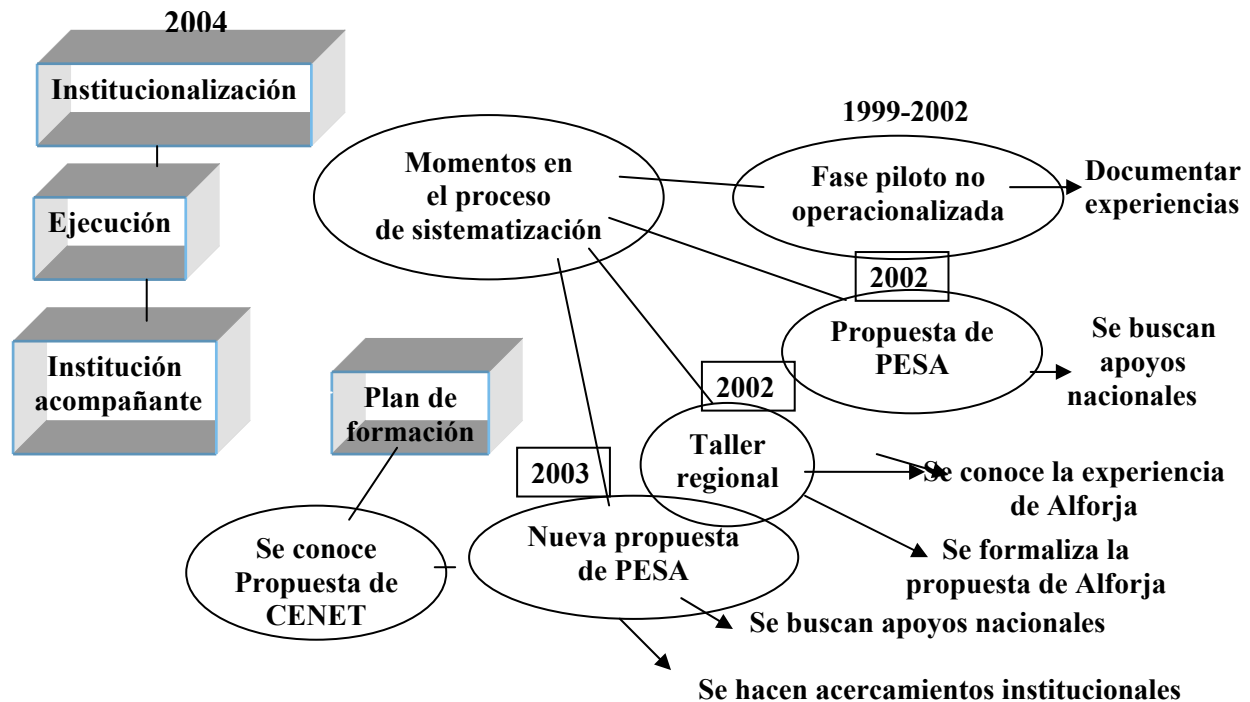 2004
Institucionalización
Ejecución
Institución
acompañante
Plan de
formación
Se conoce
Propuesta de
CENET
Momentos en
el proceso
de sistematización
1999-2002
Fase piloto no
operacionalizada
Documentar
experiencias
2002
Propuesta de
PESA
Se buscan
apoyos
nacionales
2002
Taller
regional
Se conoce la experiencia
de Alforja
Se formaliza la
propuesta de Alforja
2003
Nueva propuesta
de PESA
Se buscan apoyos nacionales
Se hacen acercamientos institucionales